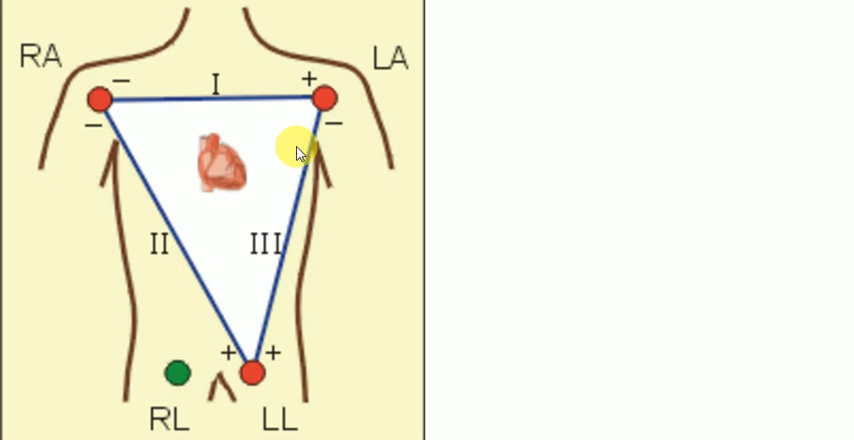 RA
LA
− I +
− −
II III
+ +
RL LL